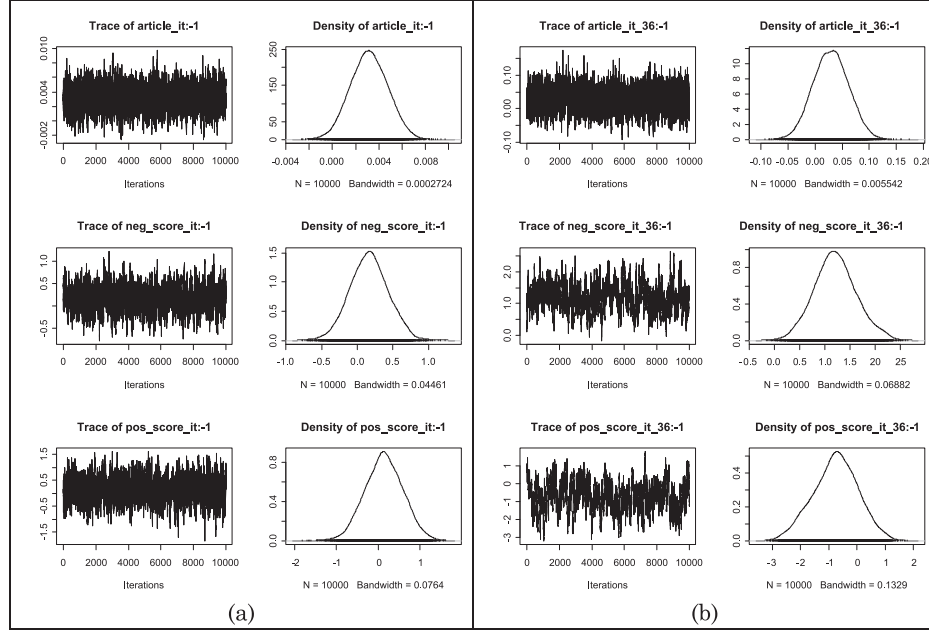 Trace of article_it:-1
0.010
0.004
-0.002
0 2000 4000 6000 8000 10000
Iterations
Density of article_it:-1
250
150
50
0
-0.004 0.000 0.004 0.008
N = 10000 Bandwidth = 0.0002724
Trace of neg_score_it:-1
1.0
0.5
-0.5
0 2000 4000 6000 8000 10000
Iterations
Density of neg_score_it:-1
1.5
1.0
0.5
0.0
-1.0 -0.5 0.0 0.5 1.0
N = 10000 Bandwidth = 0.04461
Trace of pos_score_it:-1
1.5
0.5
-0.5
-1.5
0 2000 4000 6000 8000 10000
Iterations
Density of pos_score_it:-1
0.8
0.4
0.0
-2 -1 0 1
N = 10000 Bandwidth = 0.0764
(a)
Trace of article_it_36:-1
0.10
0.00
-0.10
0 2000 4000 6000 8000 10000
Iterations
Density of article_it_36:-1
10
8
6
4
2
0
-0.10 -0.05 0.00 0.05 0.10 0.15 0.20
N = 10000 Bandwidth = 0.005542
Trace of neg_score_it_36:-1
2.0
1.0
0.0
0 2000 4000 6000 8000 10000
Iterations
Density of neg_score_it_36:-1
0.8
0.4
0.0
-0.5 0.0 0.5 1.0 1.5 20 25
N = 10000 Bandwidth = 0.06882
Trace of pos_score_it_36:-1
1
0
-1
-2
-3
0 2000 4000 6000 8000 10000
Iterations
Density of pos_score_it_36:-1
0.4
0.2
0.0
-3 -2 -1 0 1 2
N = 10000 Bandwidth = 0.1329
(b)